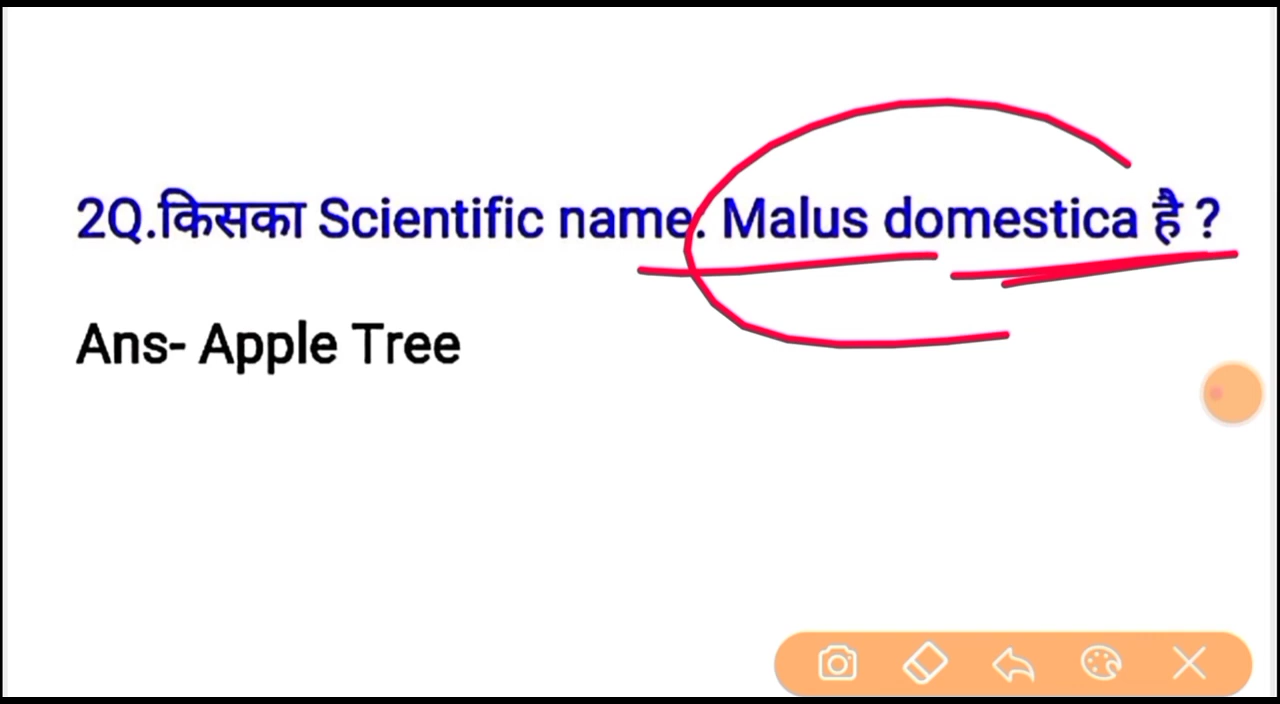 2Q.किसका Scientific name. Malus domestica है ?
Ans- Apple Tree